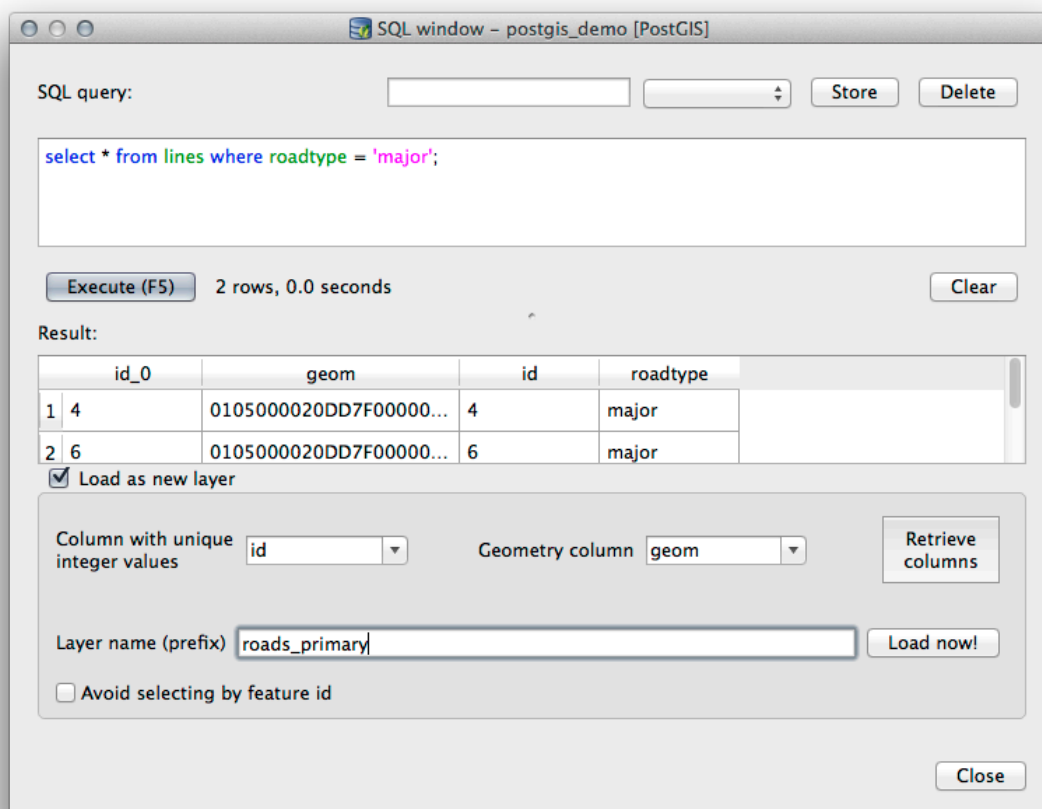 SQL window – postgis_demo [PostGIS]
SQL query: Store Delete
select * from lines where roadtype = 'major';
Execute (F5) 2 rows, 0.0 seconds Clear
Result:
id_0 geom id roadtype
1 4 0105000020DD7F00000... 4 major
2 6 0105000020DD7F00000... 6 major
Load as new layer
Column with unique
integer values id Geometry column geom Retrieve
columns
Layer name (prefix) roads_primary Load now!
Avoid selecting by feature id
Close